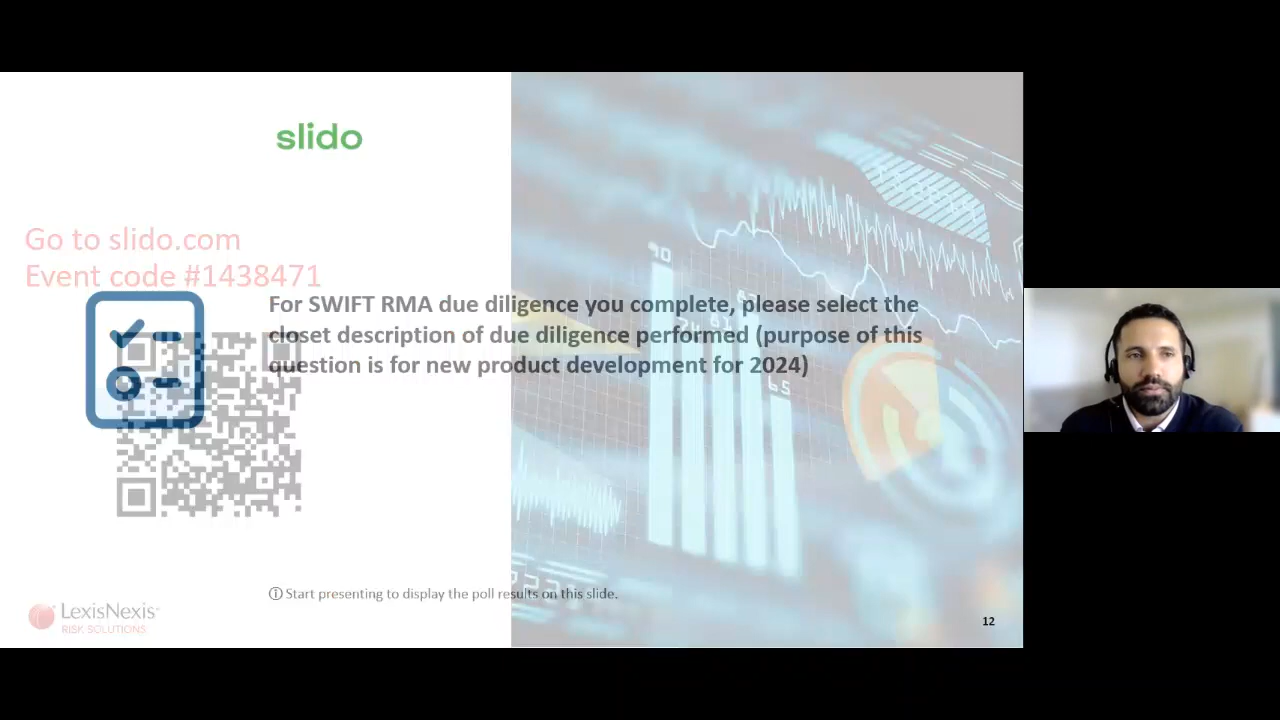 slido
Go to slido.com
Event code #1438471
For SWIFT RMA due diligence you complete, please select the
closet description of due diligence performed (purpose of this
question is for new product development for 2024)
90
65
Start presenting to display the poll results on this slide.
LexisNexis
RISK SOLUTIONS
12